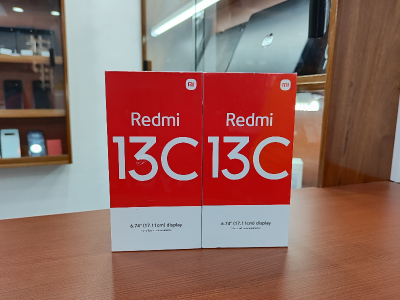 mi
Redmi
13C
6.74" (17.11cm) display
mi
Redmi
13C
6.74" (17.11cm) display